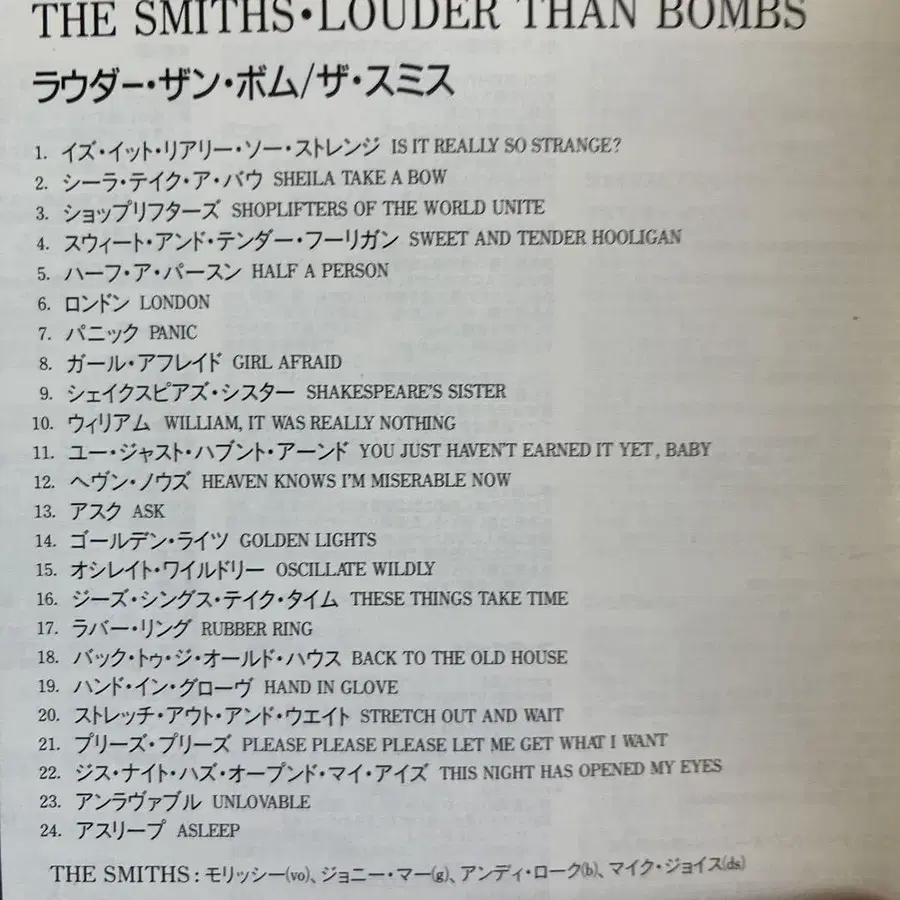 THE SMITHS・LOUDER THAN BOMBS
ラウダー・ザン・ボム/ザ・スミス
1. イズ・イット・リアリー・ソー・ストレンジ IS IT REALLY SO STRANGE?
2. シーラ・テイク・ア・バウ SHEILA TAKE A BOW
3. ショップリフターズ SHOPLIFTERS OF THE WORLD UNITE
4. スウィート・アンド・テンダー・フーリガン SWEET AND TENDER HOOLIGAN
5. ハーフ・ア・パースン HALF A PERSON
6. ロンドン LONDON
7. パニック PANIC
8. ガール・アフレイド GIRL AFRAID
9. シェイクスピアズ・シスター SHAKESPEARE'S SISTER
10. ウィリアム WILLIAM, IT WAS REALLY NOTHING
11. ユー・ジャスト・ハブント・アーンド YOU JUST HAVEN'T EARNED IT YET, BABY
12. ヘヴン・ノウズ HEAVEN KNOWS I'M MISERABLE NOW
13. アスク ASK
14. ゴールデン・ライツ GOLDEN LIGHTS
15. オシレイト・ワイルドリー OSCILLATE WILDLY
16. ジーズ・シングス・テイク・タイム THESE THINGS TAKE TIME
17. ラバー・リング RUBBER RING
18. バック・トゥ・ジ・オールド・ハウス BACK TO THE OLD HOUSE
19. ハンド・イン・グローヴ HAND IN GLOVE
20. ストレッチ・アウト・アンド・ウエイト STRETCH OUT AND WAIT
21. プリーズ・プリーズ PLEASE PLEASE PLEASE LET ME GET WHAT I WANT
22. ジス・ナイト・ハズ・オープンド・マイ・アイズ THIS NIGHT HAS OPENED MY EYES
23. アンラヴァブル UNLOVABLE
24. アスリープ ASLEEP
THE SMITHS : モリッシー(vo)、ジョニー・マー(g)、アンディ・ローク(b)、マイク・ジョイス(ds)